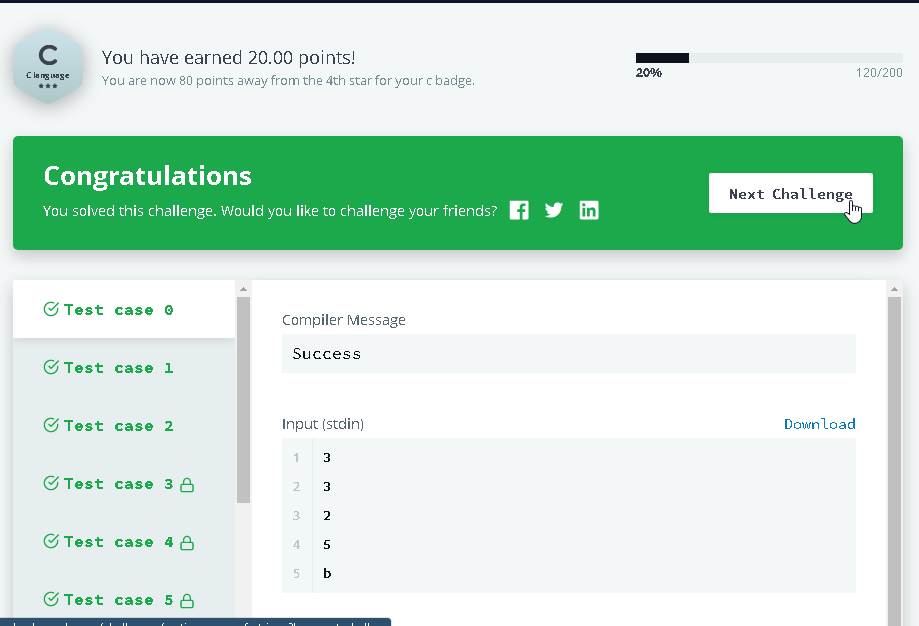 C
C language
You have earned 20.00 points!
You are now 80 points away from the 4th star for your c badge.
20%
120/200
Congratulations
You solved this challenge. Would you like to challenge your friends?
Next Challenge
Test case 0
Test case 1
Test case 2
Test case 3
Test case 4
Test case 5
Compiler Message
Success
Input (stdin)
Download
1 3
2 3
3 2
4 5
5 b